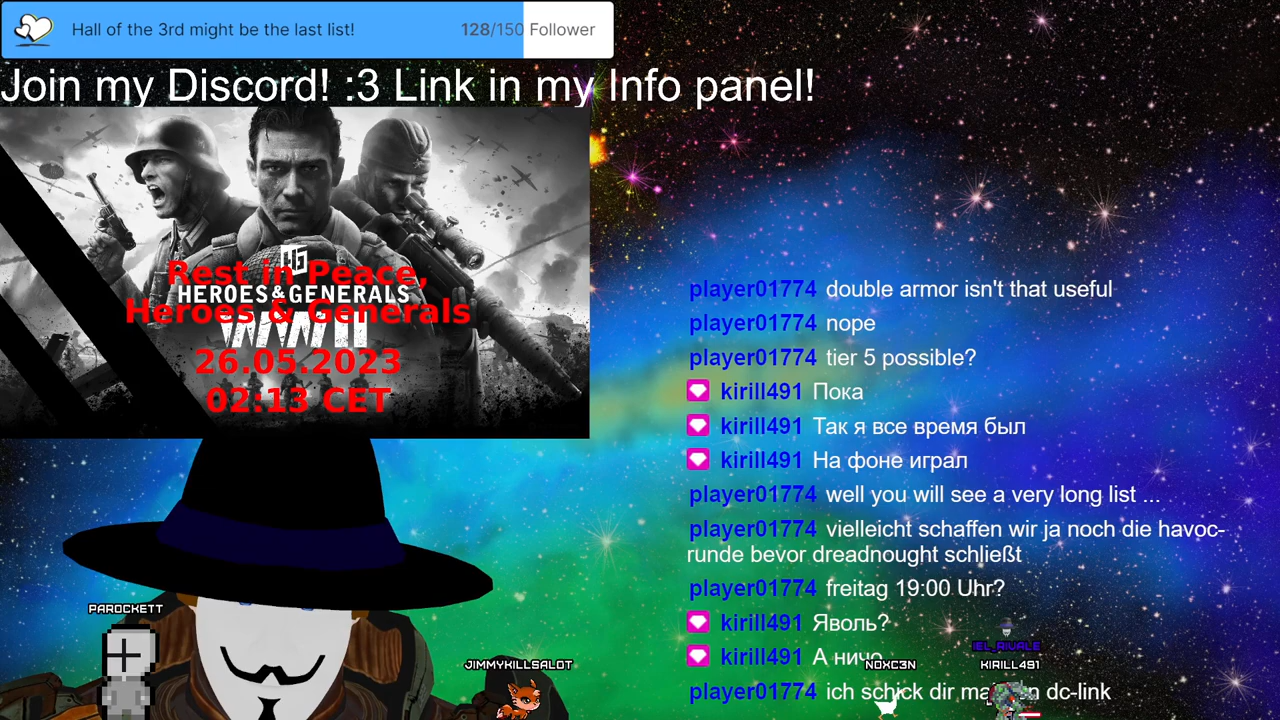 Hall of the 3rd might be the last list!
128/150 Follower
Join my Discord! :3 Link in my Info panel!
Rest in Peace,
HEROES&GENERALS
Heroes & Generals
WWII
26.05.2023
02:13 CET
player01774 double armor isn't that useful
player01774 nope
player01774 tier 5 possible?
kirill491 Пока
kirill491 Так я все время был
kirill491 На фоне играл
player01774 well you will see a very long list ...
player01774 vielleicht schaffen wir ja noch die havoc-
runde bevor dreadnought schließt
player01774 freitag 19:00 Uhr?
kirill491 Яволь?
kirill491 А ничо
player01774 ich schick dir dc-link
PAROCKETT
JIMMYKILLSALOT
NOXC3N
KIRILL491